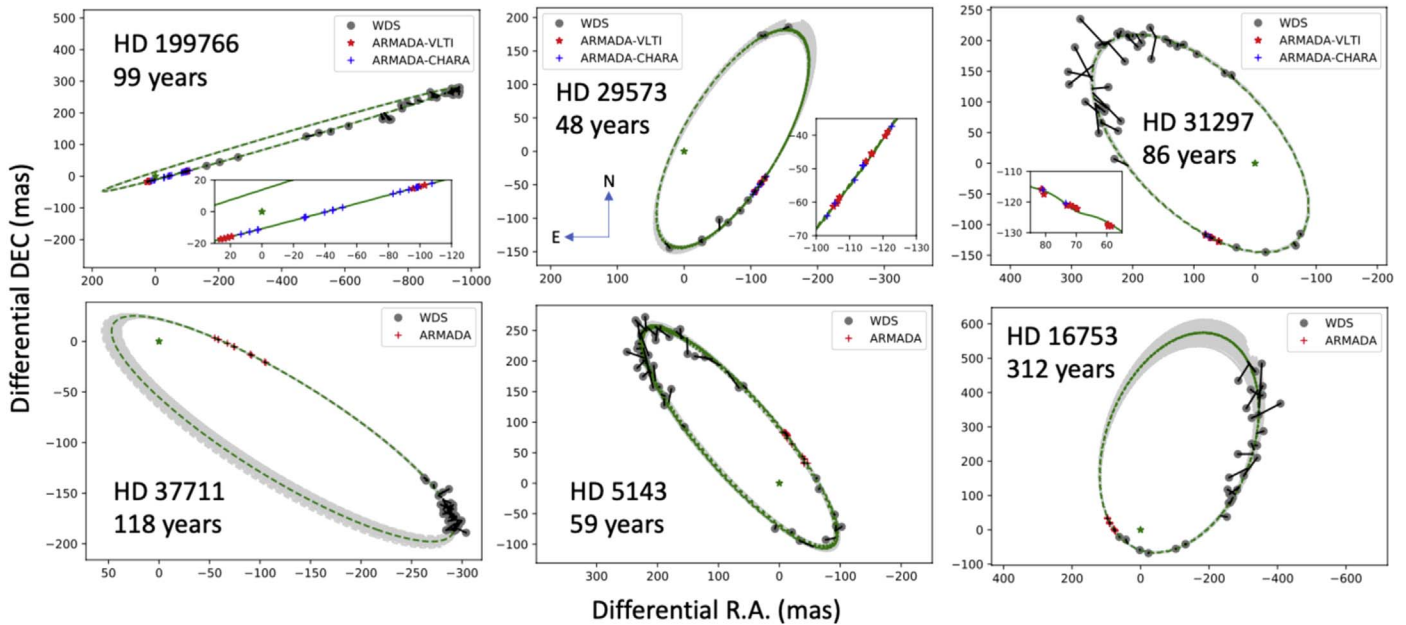 Differential DEC (mas)
HD 199766
99 years
WDS
ARMADA-VLTI
ARMADA-CHARA
500
400
300
200
100
0
−100
−200
20
0
−20
20 0 −20 −40 −60 −80 −100 −120
200 0 −200 −400 −600 −800 −1000
HD 29573
48 years
WDS
ARMADA-VLTI
ARMADA-CHARA
200
150
100
50
0
−50
−100
−150
N
E
−40
−50
−60
−70
−100 −110 −120 −130
200 100 0 −100 −200 −300
HD 31297
86 years
WDS
ARMADA-VLTI
ARMADA-CHARA
250
200
150
100
50
0
−50
−100
−150
−110
−120
−130
80 70 60
400 300 200 100 0 −100 −200
HD 37711
118 years
WDS
ARMADA
0
−50
−100
−150
−200
50 0 −50 −100 −150 −200 −250 −300
HD 5143
59 years
WDS
ARMADA
250
200
150
100
50
0
−50
−100
300 200 100 0 −100 −200
HD 16753
312 years
WDS
ARMADA
600
500
400
300
200
100
0
−100
400 200 0 −200 −400 −600
Differential R.A. (mas)